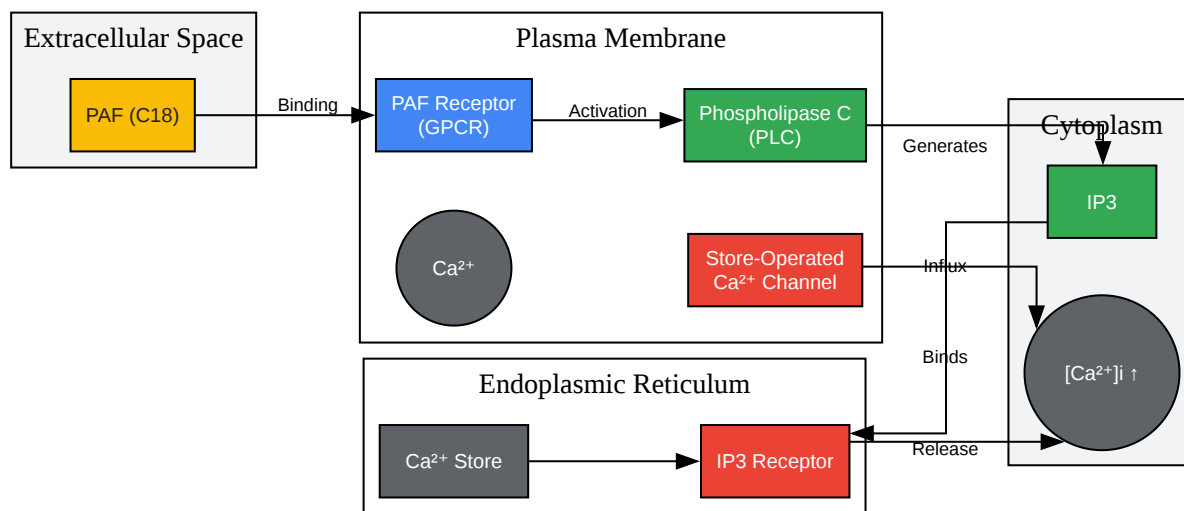 Extracellular Space
PAF (C18)
Binding
Plasma Membrane
PAF Receptor
(GPCR)
Activation
Phospholipase C
(PLC)
Generates
Cytoplasm
IP3
Ca²⁺
Store-Operated
Ca²⁺ Channel
Influx
Binds
[Ca²⁺]i ↑
Endoplasmic Reticulum
Ca²⁺ Store
IP3 Receptor
Release